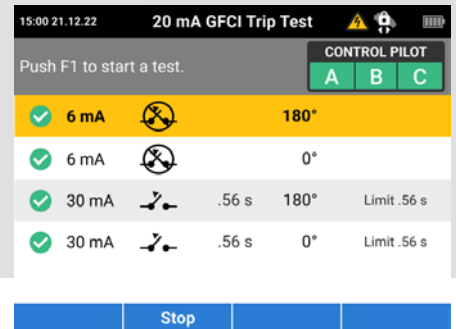 15:00 21.12.22 20 mA GFCI Trip Test
CONTROL PILOT
Push F1 to start a test.
A B C
6 mA 180°
6 mA 0°
30 mA .56 s 180° Limit .56 s
30 mA .56 s 0° Limit .56 s
Stop